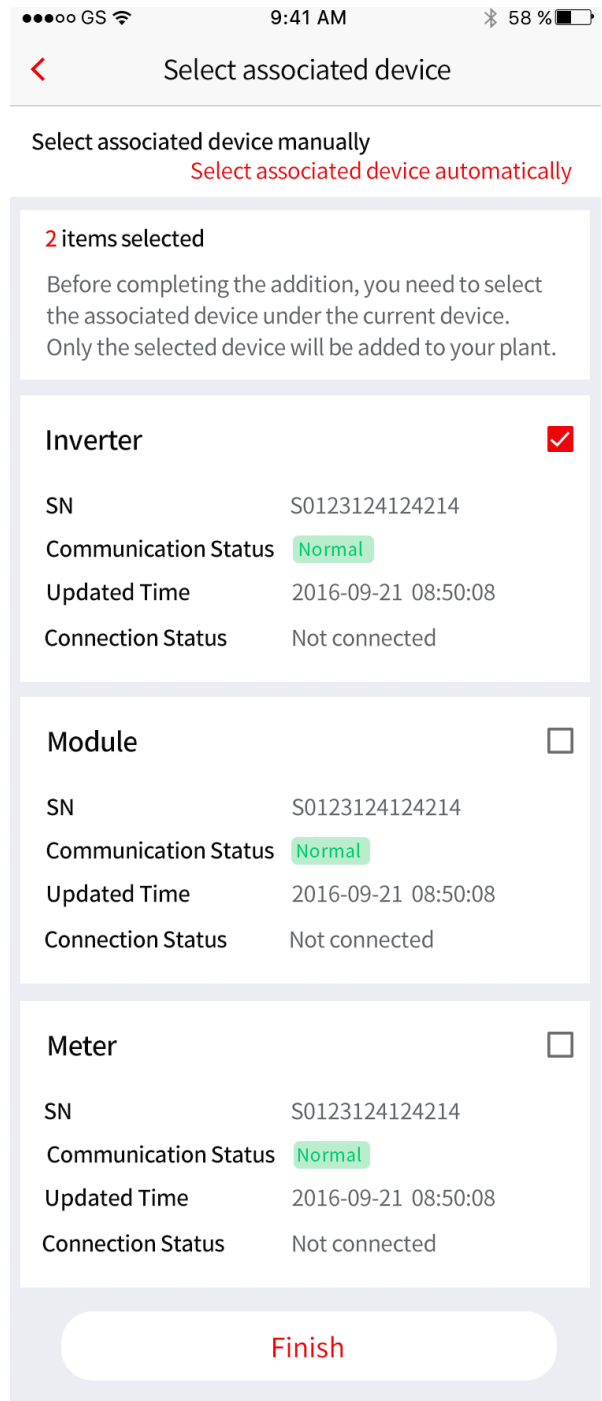 GS 9:41 AM 58 %
Select associated device
Select associated device manually
Select associated device automatically
2 items selected
Before completing the addition, you need to select
the associated device under the current device.
Only the selected device will be added to your plant.
Inverter
SN S0123124124214
Communication Status Normal
Updated Time 2016-09-21 08:50:08
Connection Status Not connected
Module
SN S0123124124214
Communication Status Normal
Updated Time 2016-09-21 08:50:08
Connection Status Not connected
Meter
SN S0123124124214
Communication Status Normal
Updated Time 2016-09-21 08:50:08
Connection Status Not connected
Finish